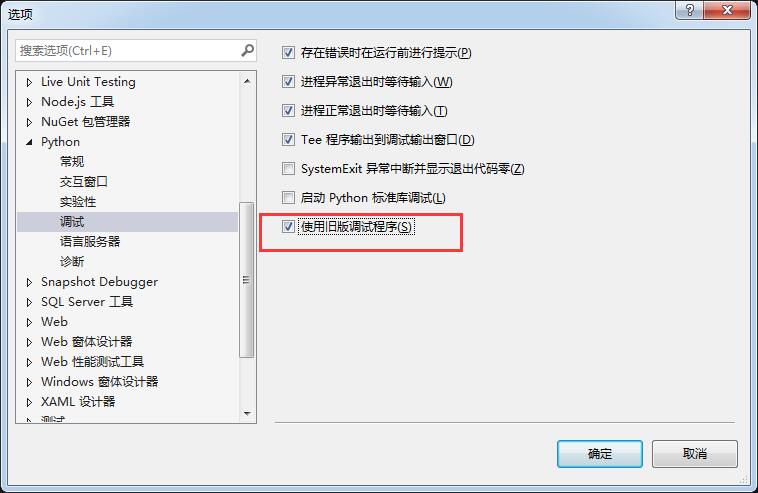 选项
搜索选项(Ctrl+E)
Live Unit Testing
Node.js 工具
NuGet 包管理器
Python
常规
交互窗口
实验性
调试
语言服务器
诊断
Snapshot Debugger
SQL Server 工具
Web
Web 窗体设计器
Web 性能测试工具
Windows 窗体设计器
XAML 设计器
测试
存在错误时在运行前进行提示(P)
进程异常退出时等待输入(W)
进程正常退出时等待输入(T)
Tee 程序输出到调试输出窗口(D)
SystemExit 异常中断并显示退出代码零(Z)
启动 Python 标准库调试(L)
使用旧版调试程序(S)
确定
取消